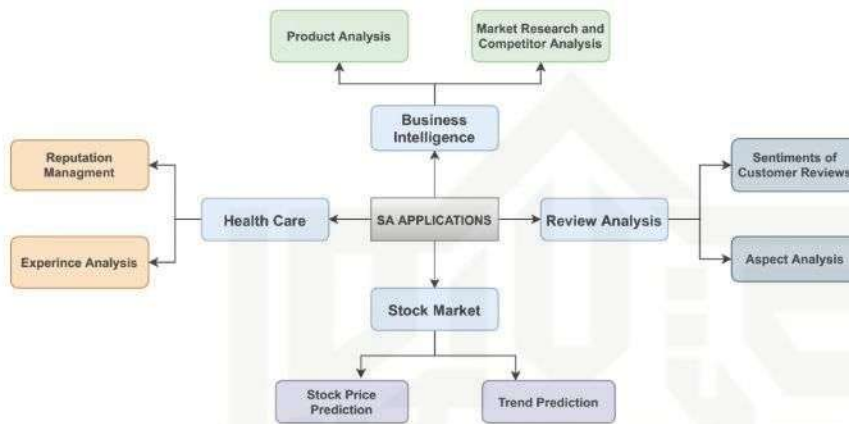 Product Analysis
Market Research and
Competitor Analysis
Business
Intelligence
Reputation
Managment
Sentiments of
Customer Reviews
Health Care
SA APPLICATIONS
Review Analysis
Experince Analysis
Aspect Analysis
Stock Market
Stock Price
Prediction
Trend Prediction